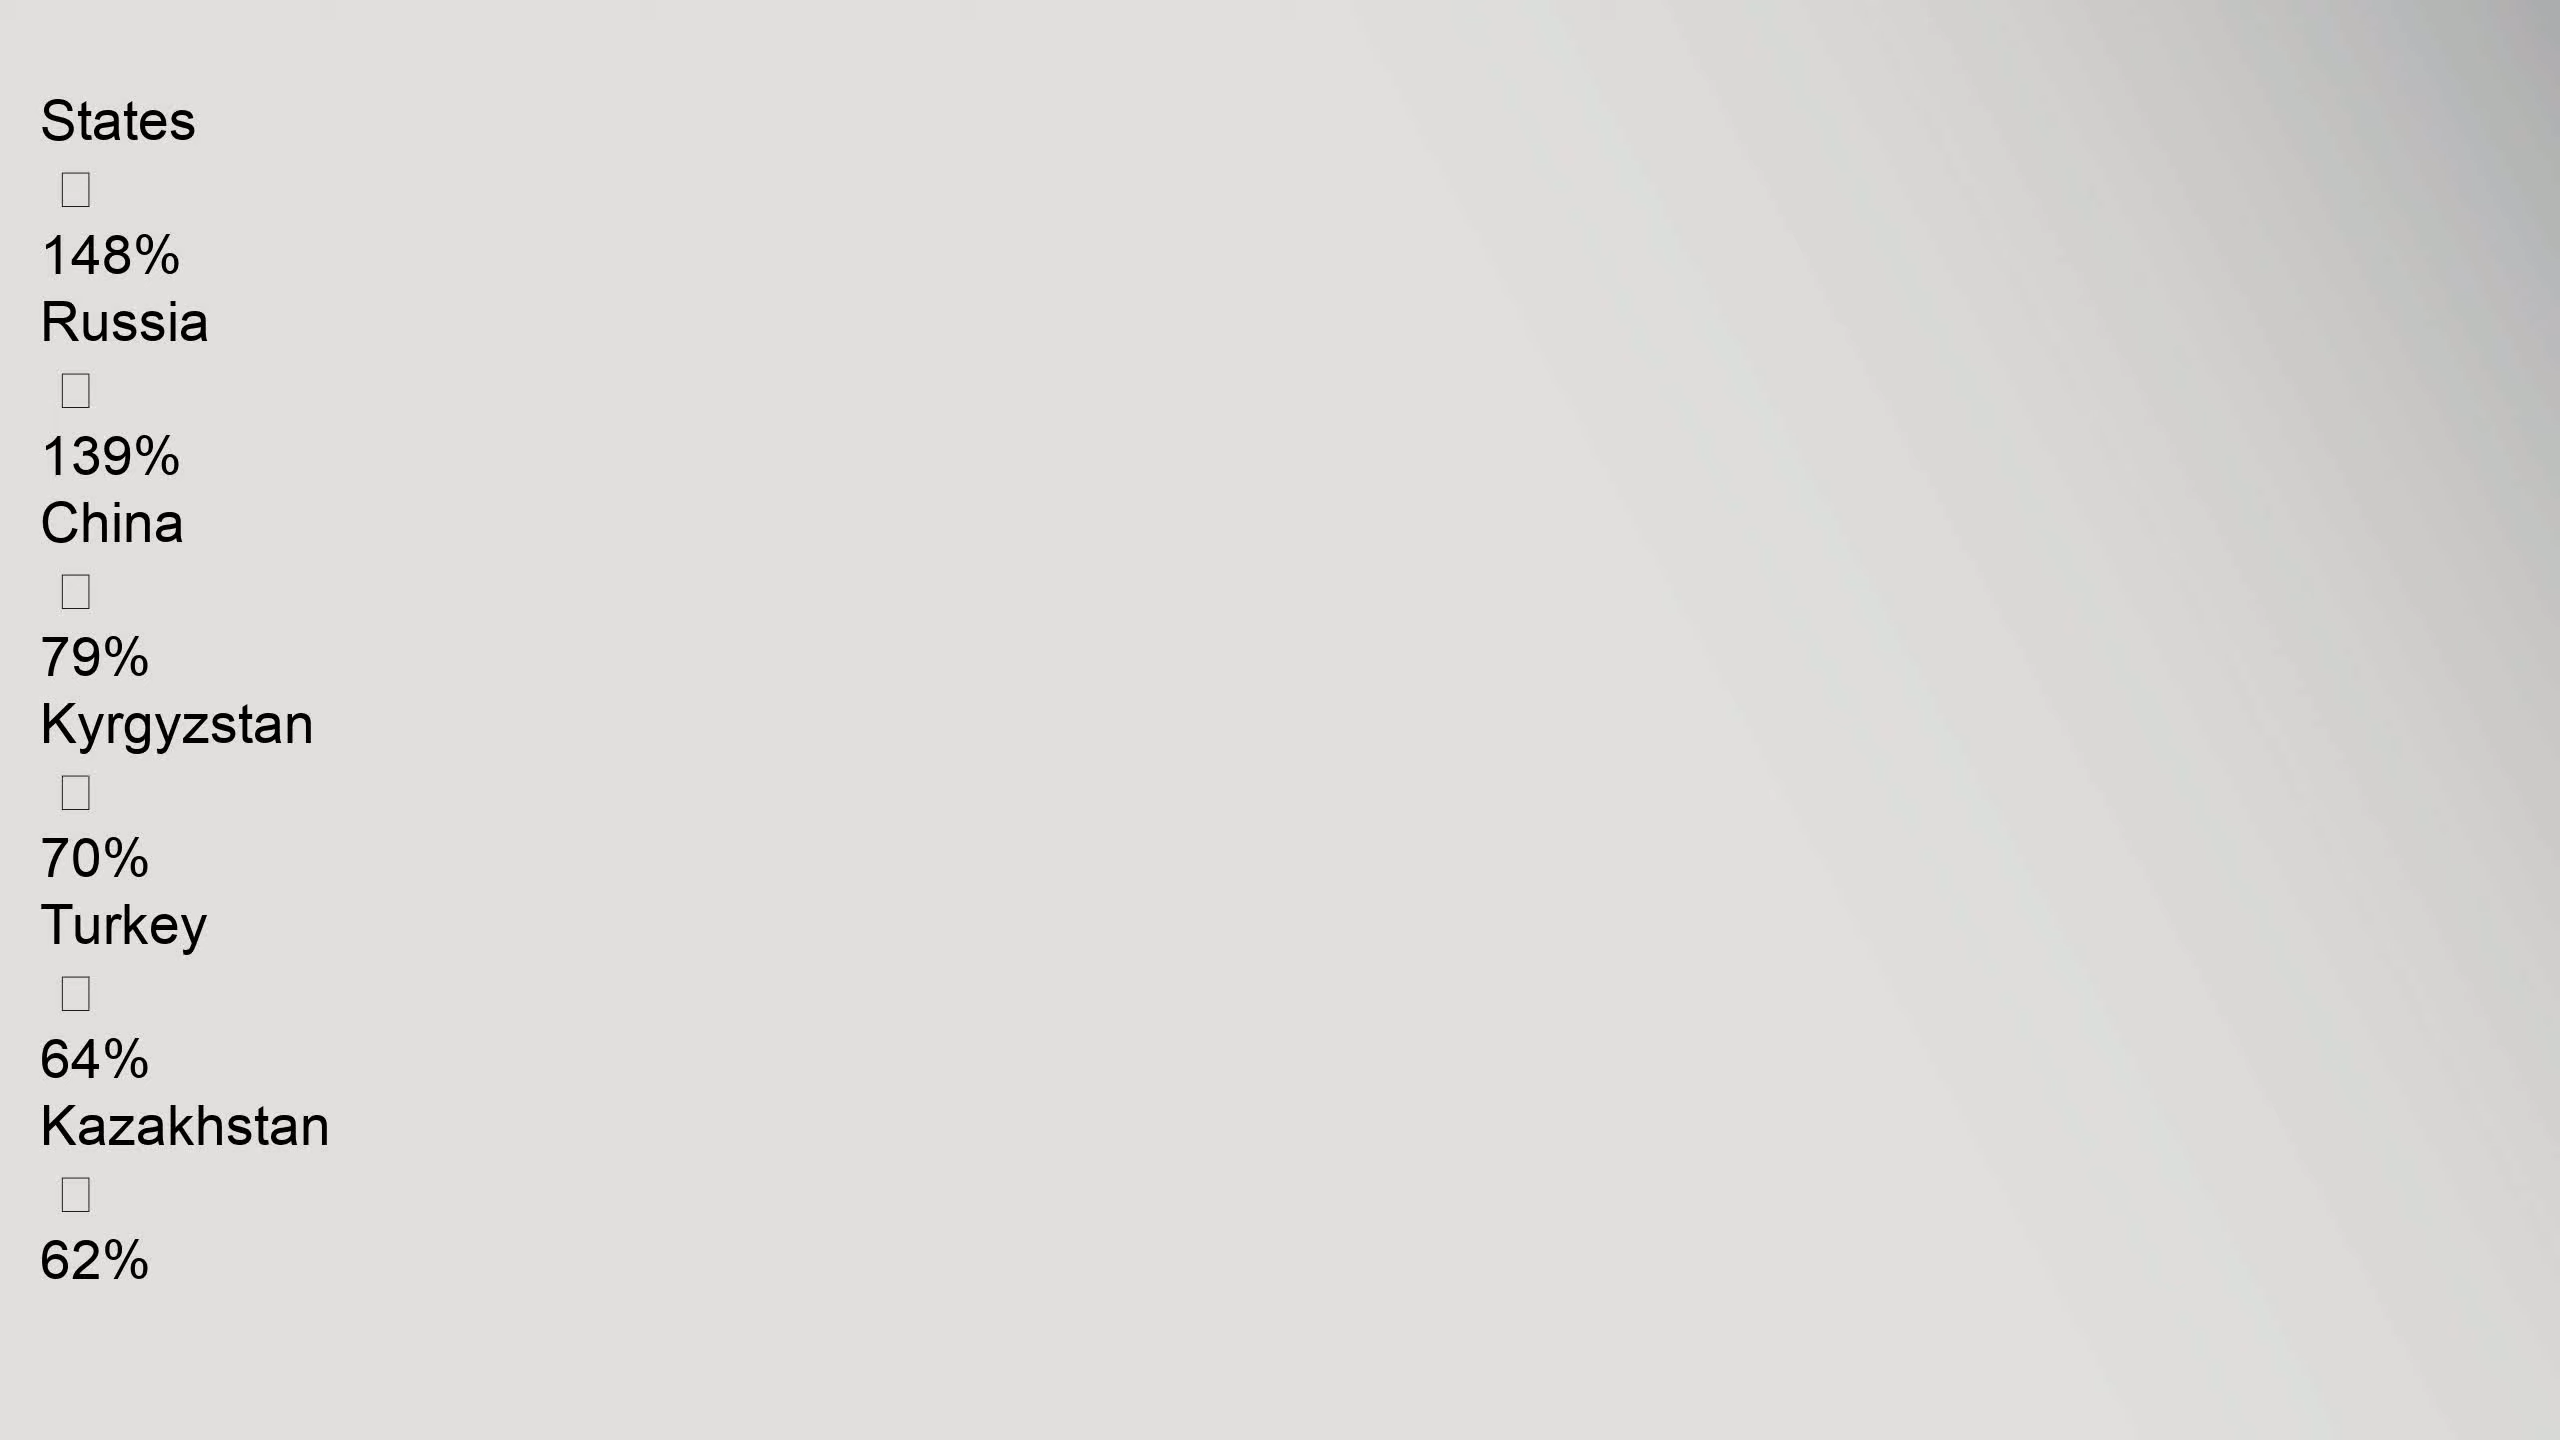 States
□
148%
Russia
□
139%
China
□
79%
Kyrgyzstan
□
70%
Turkey
□
64%
Kazakhstan
□
62%